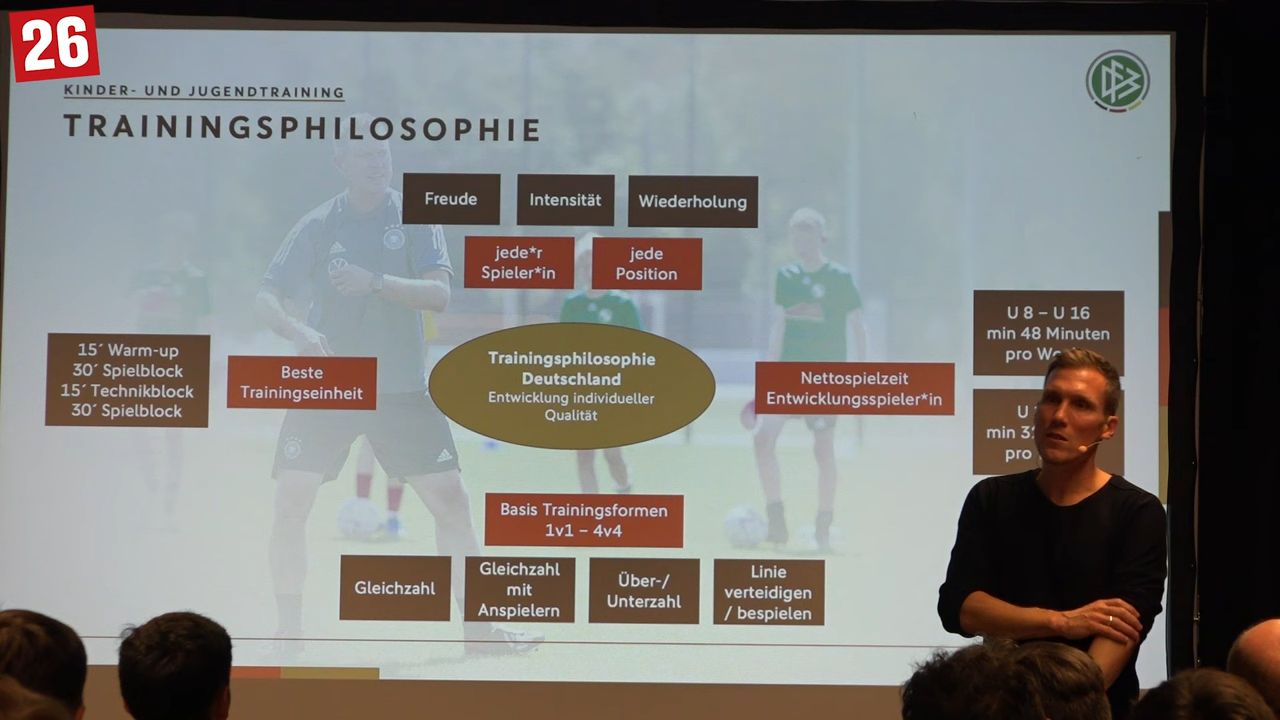 26
KINDER- UND JUGENDTRAINING
TRAININGSPHILOSOPHIE
DFB
Freude
Intensität
Wiederholung
jede*r
Spieler*in
jede
Position
15´ Warm-up
30´ Spielblock
15´ Technikblock
30´ Spielblock
Beste
Trainingseinheit
Trainingsphilosophie
Deutschland
Entwicklung individueller
Qualität
Nettospielzeit
Entwicklungsspieler*in
U 8 – U 16
min 48 Minuten
pro
U
min
pro
Basis Trainingsformen
1v1 – 4v4
Gleichzahl
Gleichzahl
mit
Anspielern
Über-/
Unterzahl
Linie
verteidigen
/ bespielen